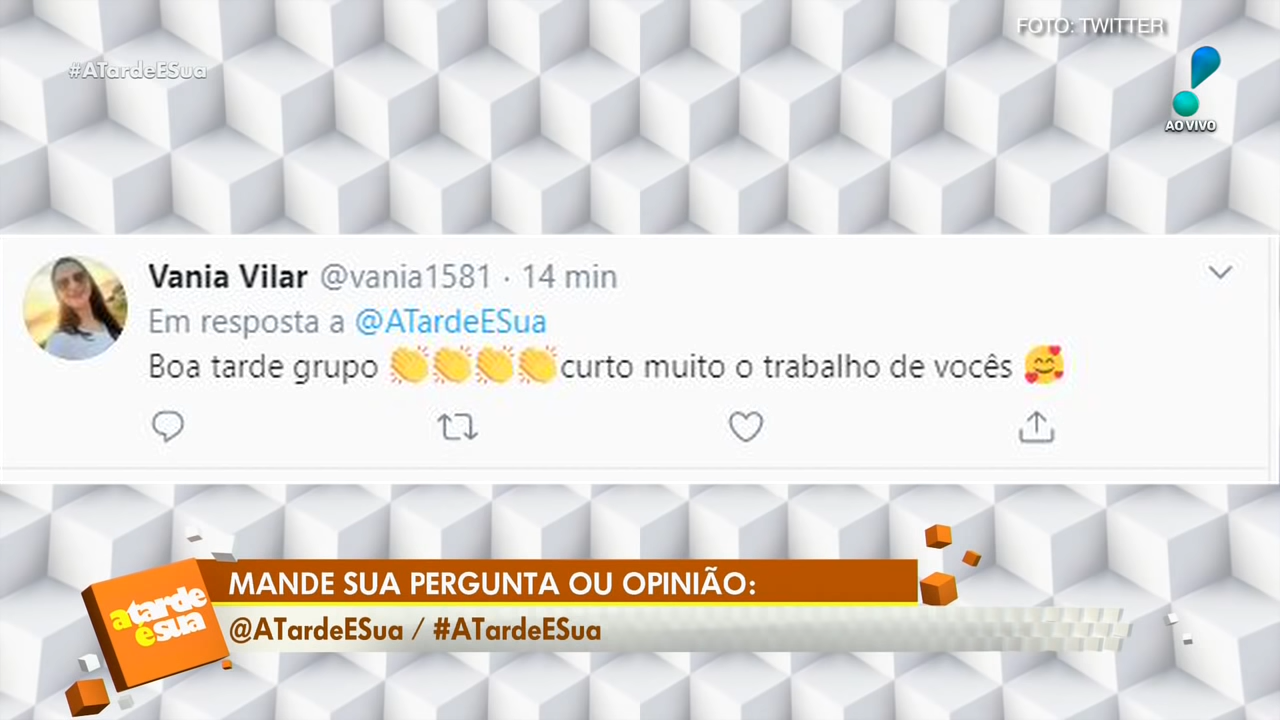 FOTO: TWITTER
#ATardeESua
AO VIVO
Vania Vilar @vania1581 · 14 min
Em resposta a @ATardeESua
Boa tarde grupo 👏👏👏👏curto muito o trabalho de vocês 🥰
MANDE SUA PERGUNTA OU OPINIÃO:
a tarde
é sua
@ATardeESua / #ATardeESua